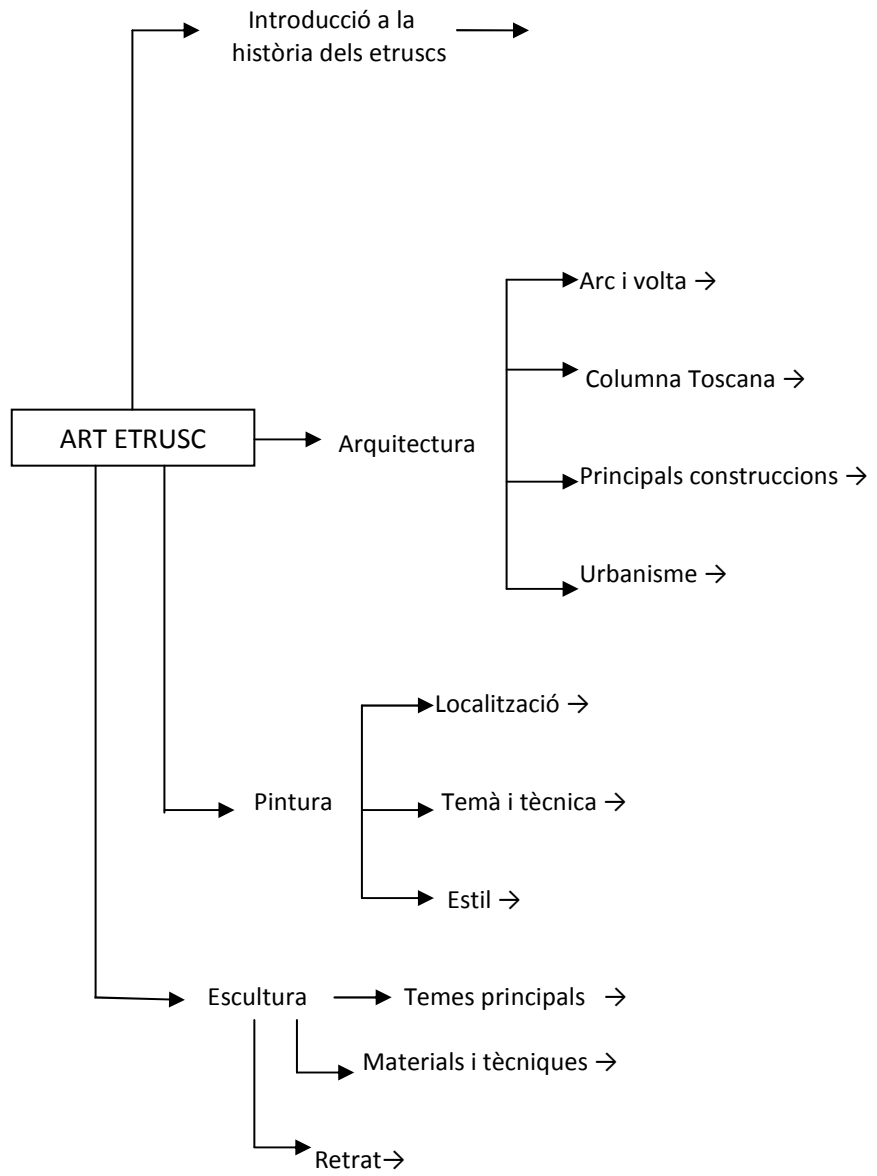 Introducció a la
història dels etruscs
Arc i volta →
Columna Toscana →
ART ETRUSC
Arquitectura
Principals construccions →
Urbanisme →
Localització →
Pintura
Temà i tècnica →
Estil →
Escultura
Temes principals →
Materials i tècniques →
Retrat→